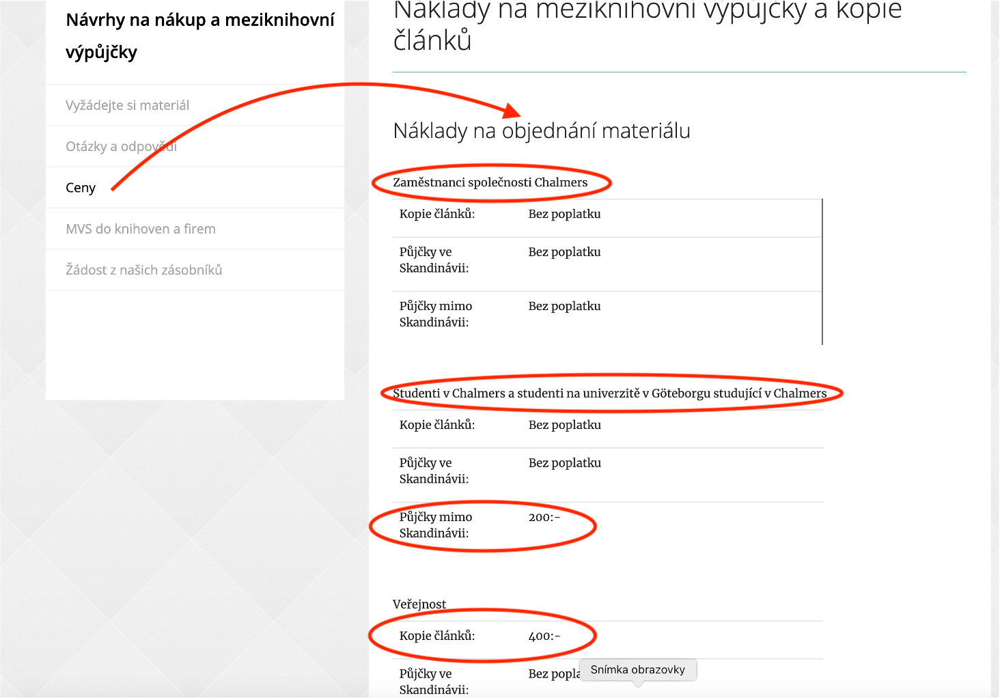 Návrhy na nákup a meziknihovní
výpůjčky
Vyžádejte si materiál
Otázky a odpovědi
Ceny
MVS do knihoven a firem
Žádost z našich zásobníků
Náklady na meziknihovní výpůjčky a kopie
článků
Náklady na objednání materiálu
Zaměstnanci společnosti Chalmers
Kopie článků: Bez poplatku
Půjčky ve Bez poplatku
Skandinávii:
Půjčky mimo Bez poplatku
Skandinávii:
Studenti v Chalmers a studenti na univerzitě v Göteborgu studující v Chalmers
Kopie článků: Bez poplatku
Půjčky ve Bez poplatku
Skandinávii:
Půjčky mimo 200:-
Skandinávii:
Veřejnost
Kopie článků: 400:-
Půjčky ve Bez
Skandinávii:
Snímka obrazovky